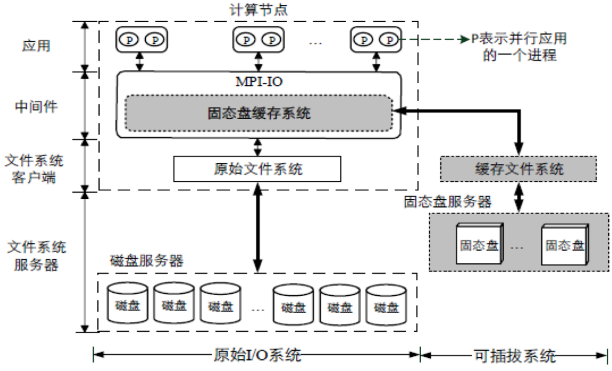 计算节点
应用
P P
P P
...
P P
P表示并行应用
的一个进程
中间件
MPI-IO
固态盘缓存系统
文件系统
客户端
原始文件系统
缓存文件系统
固态盘服务器
固态盘
...
固态盘
文件系统
服务器
磁盘服务器
磁盘
磁盘
磁盘
...
磁盘
磁盘
磁盘
原始I/O系统
可插拔系统